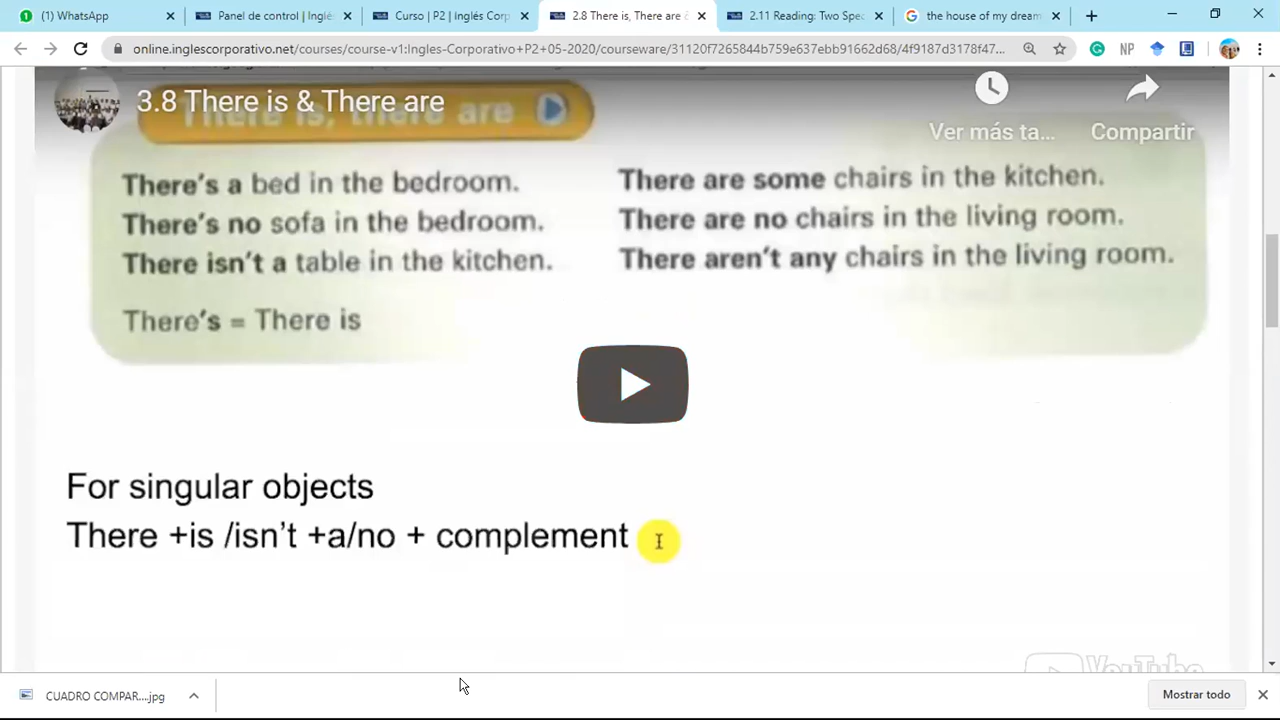 (1) WhatsApp
Panel de control | Inglé
Curso | P2 | Inglés Corp
2.8 There is, There are
2.11 Reading: Two Spec
the house of my dream
online.inglescorporativo.net/courses/course-v1:Ingles-Corporativo+P2+05-2020/courseware/31120f7265844b759e637ebb91662d68/4f9187d3178f47...
NP
3.8 There is & There are
There is, there are
Ver más ta...
Compartir
There's a bed in the bedroom.
There's no sofa in the bedroom.
There isn't a table in the kitchen.
There's = There is
There are some chairs in the kitchen.
There are no chairs in the living room.
There aren't any chairs in the living room.
For singular objects
There +is /isn't +a/no + complement
YouTube
CUADRO COMPAR....jpg
Mostrar todo